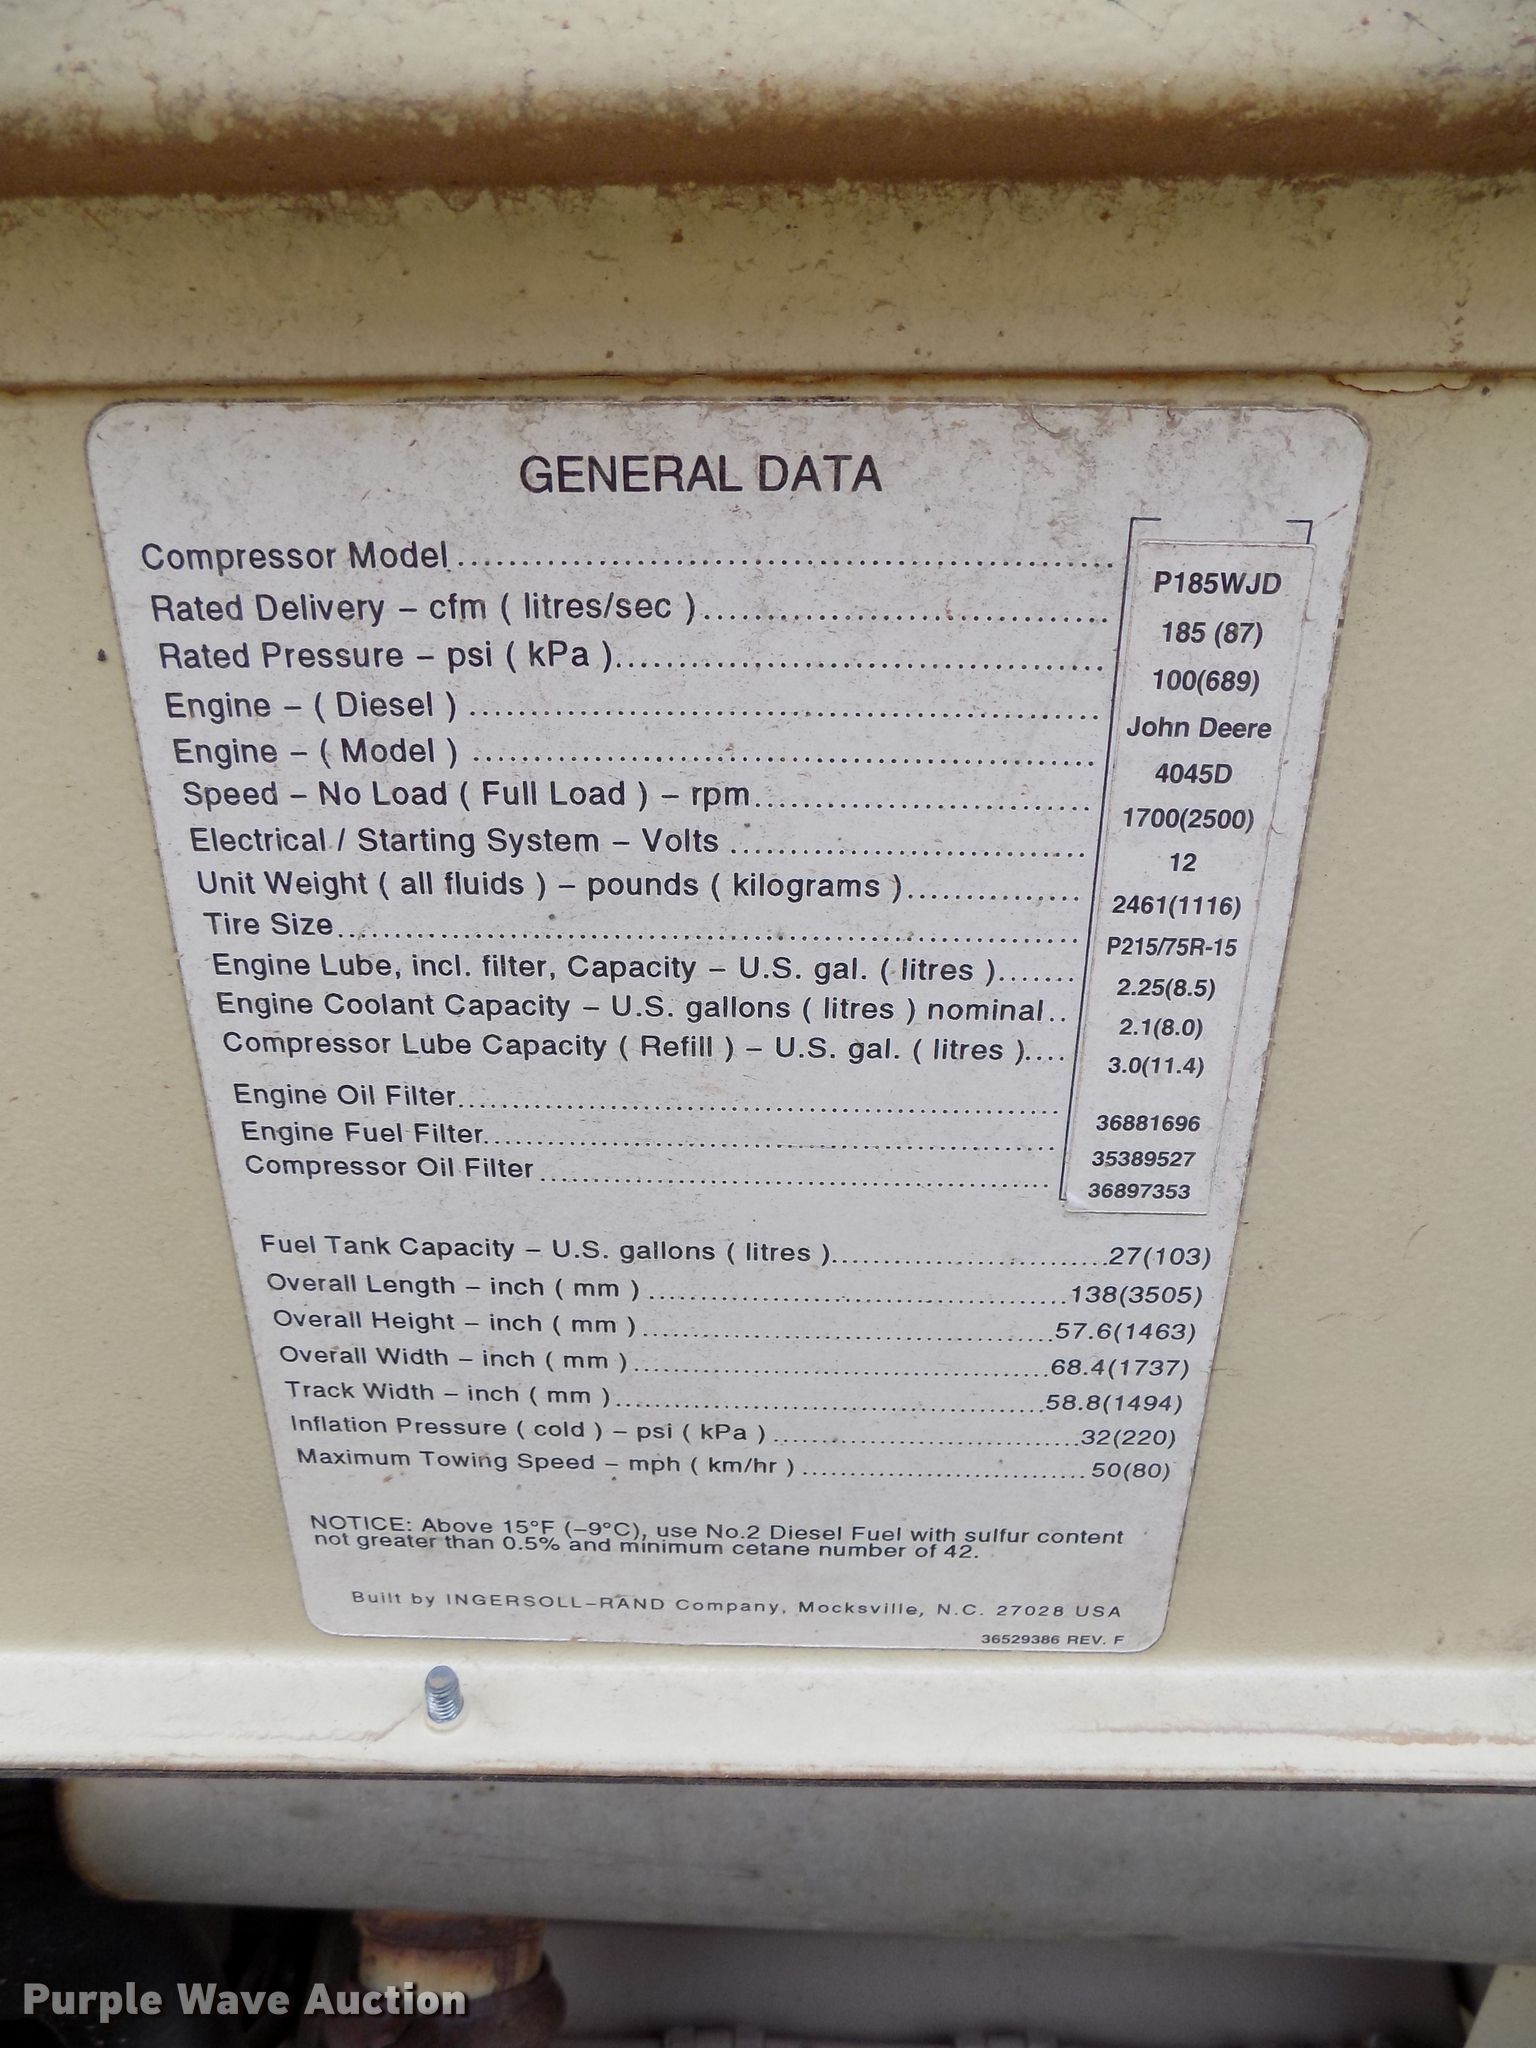 GENERAL DATA
Compressor Model.................................................... P185WJD
Rated Delivery – cfm ( litres/sec )................................ 185 (87)
Rated Pressure – psi ( kPa )....................................... 100(689)
Engine – ( Diesel ) .................................................. John Deere
Engine – ( Model ) .................................................. 4045D
Speed – No Load ( Full Load ) – rpm........................... 1700(2500)
Electrical / Starting System – Volts ............................. 12
Unit Weight ( all fluids ) – pounds ( kilograms )............... 2461(1116)
Tire Size............................................................... P215/75R-15
Engine Lube, incl. filter, Capacity – U.S. gal. ( litres )....... 2.25(8.5)
Engine Coolant Capacity – U.S. gallons ( litres ) nominal.. 2.1(8.0)
Compressor Lube Capacity ( Refill ) – U.S. gal. ( litres ).... 3.0(11.4)
Engine Oil Filter...................................................... 36881696
Engine Fuel Filter.................................................... 35389527
Compressor Oil Filter............................................... 36897353
Fuel Tank Capacity – U.S. gallons ( litres )............................27(103)
Overall Length – inch ( mm ) ..........................................138(3505)
Overall Height – inch ( mm )..........................................57.6(1463)
Overall Width – inch ( mm )..........................................68.4(1737)
Track Width – inch ( mm )............................................58.8(1494)
Inflation Pressure ( cold ) – psi ( kPa ) ...............................32(220)
Maximum Towing Speed – mph ( km/hr ) ............................50(80)
NOTICE: Above 15°F (–9°C), use No.2 Diesel Fuel with sulfur content
not greater than 0.5% and minimum cetane number of 42.
Built by INGERSOLL–RAND Company, Mocksville, N.C. 27028 USA
36529386 REV. F
Purple Wave Auction